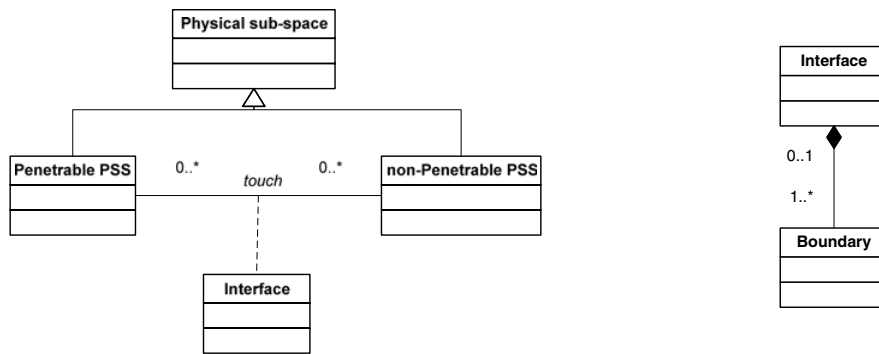 Physical sub-space
Penetrable PSS
0..*
touch
0..*
non-Penetrable PSS
Interface
Interface
0..1
1..*
Boundary